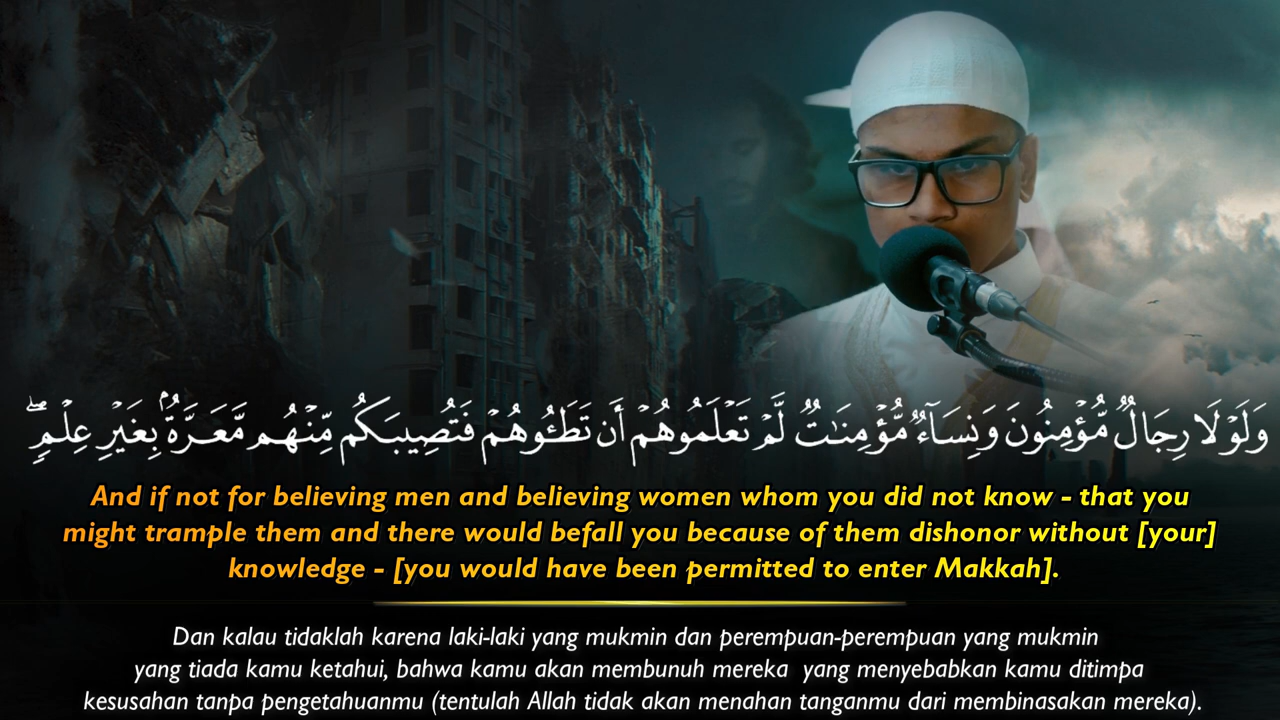 وَلَوْلَا رِجَالٌ مُّؤْمِنُونَ وَنِسَآءٌ مُّؤْمِنَٰتٌ لَّمْ تَعْلَمُوهُمْ أَن تَطَـُٔوهُمْ فَتُصِيبَكُم مِّنْهُم مَّعَرَّةٌۢ بِغَيْرِ عِلْمٍ ۖ
And if not for believing men and believing women whom you did not know - that you
might trample them and there would befall you because of them dishonor without [your]
knowledge - [you would have been permitted to enter Makkah].
Dan kalau tidaklah karena laki-laki yang mukmin dan perempuan-perempuan yang mukmin
yang tiada kamu ketahui, bahwa kamu akan membunuh mereka  yang menyebabkan kamu ditimpa
kesusahan tanpa pengetahuanmu (tentulah Allah tidak akan menahan tanganmu dari membinasakan mereka).